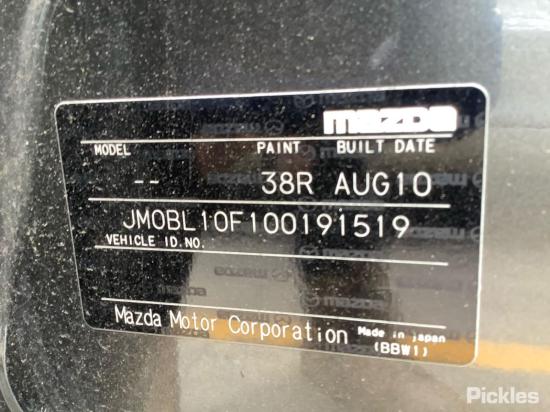 mazda
MODEL PAINT BUILT DATE
-- 38R AUG10
JM0BL10F100191519
VEHICLE ID.NO.
Mazda Motor Corporation Made in japan
(BBW1)
Pickles